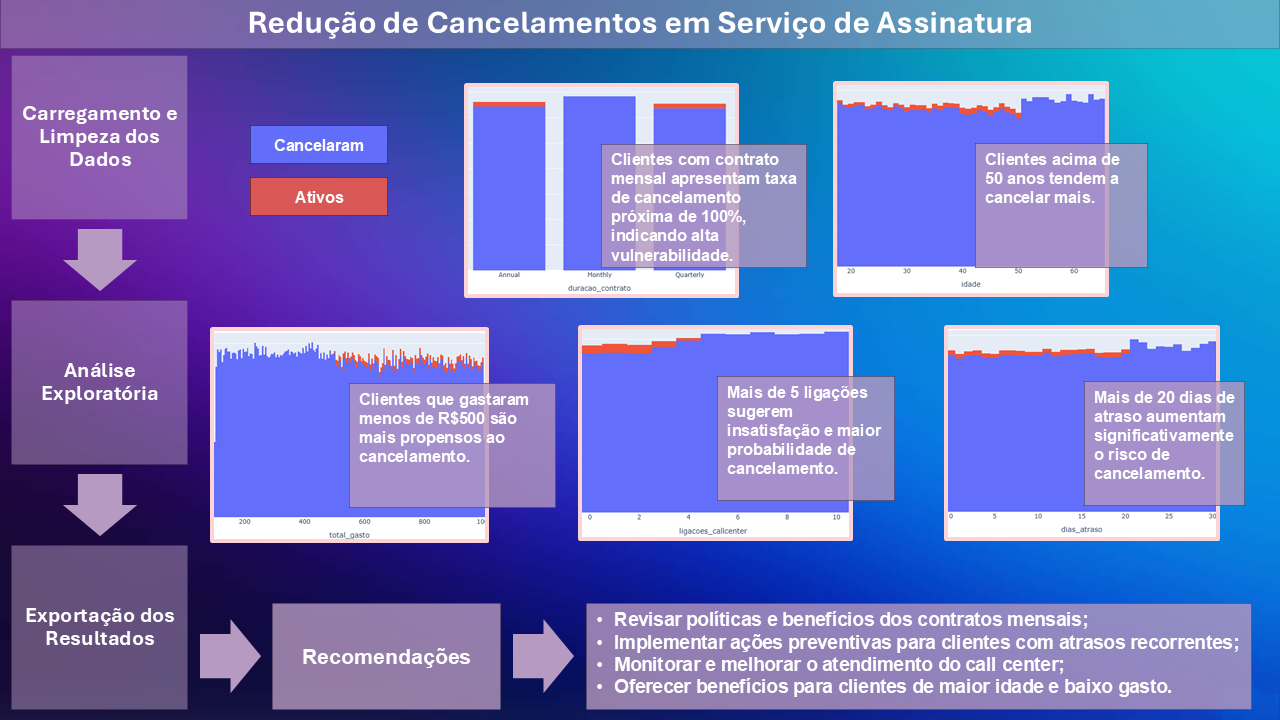 Redução de Cancelamentos em Serviço de Assinatura
Carregamento e
Limpeza dos
Dados
Cancelaram
Ativos
Clientes com contrato
mensal apresentam taxa
de cancelamento
próxima de 100%,
indicando alta
vulnerabilidade.
Annual Monthly Quarterly
duracao_contrato
Clientes acima de
50 anos tendem a
cancelar mais.
20 30 40 50 60
idade
Análise
Exploratória
Clientes que gastaram
menos de R$500 são
mais propensos ao
cancelamento.
200 400 600 800 10
total_gasto
Mais de 5 ligações
sugerem
insatisfação e maior
probabilidade de
cancelamento.
0 2 4 6 8 10
ligacoes_callcenter
Mais de 20 dias de
atraso aumentam
significativamente
o risco de
cancelamento.
0 5 10 15 20 25 30
dias_atraso
Exportação dos
Resultados
Recomendações
• Revisar políticas e benefícios dos contratos mensais;
• Implementar ações preventivas para clientes com atrasos recorrentes;
• Monitorar e melhorar o atendimento do call center;
• Oferecer benefícios para clientes de maior idade e baixo gasto.